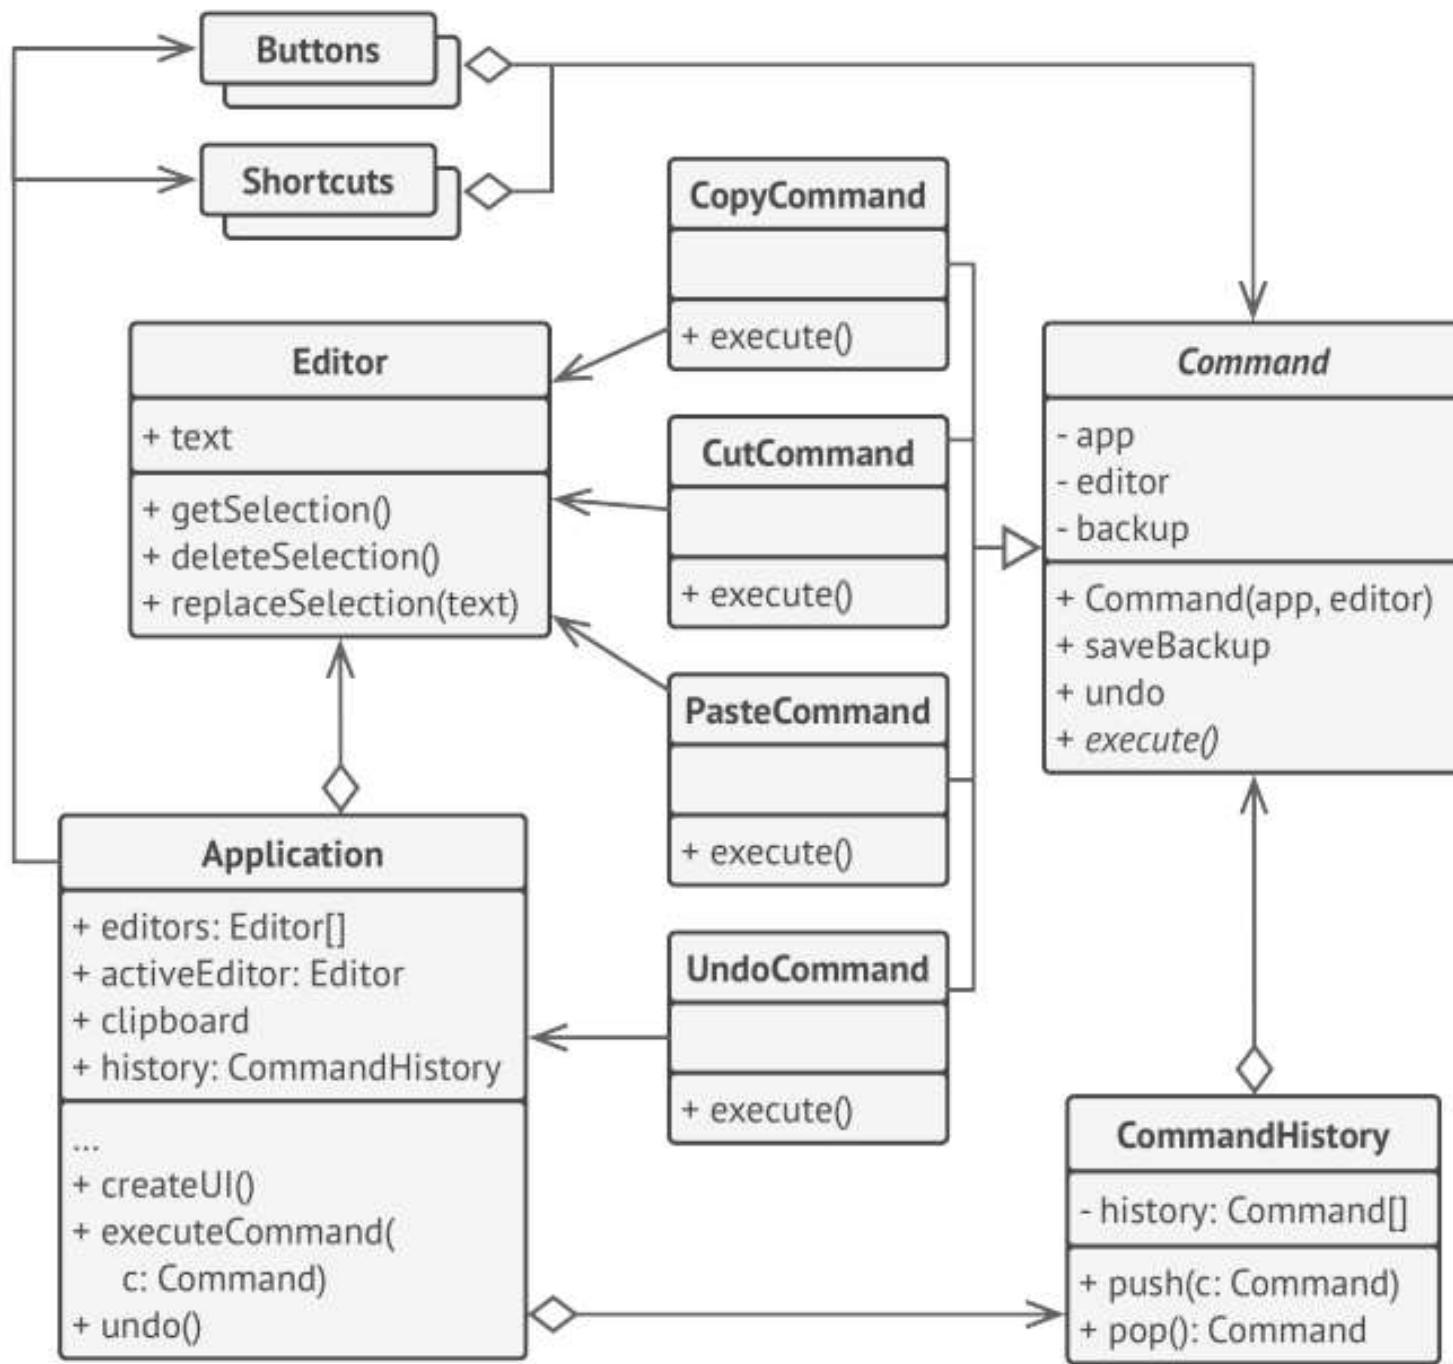 Buttons
Shortcuts
CopyCommand
+ execute()
Editor
+ text
+ getSelection()
+ deleteSelection()
+ replaceSelection(text)
CutCommand
+ execute()
Command
- app
- editor
- backup
+ Command(app, editor)
+ saveBackup
+ undo
+ execute()
PasteCommand
+ execute()
Application
+ editors: Editor[]
+ activeEditor: Editor
+ clipboard
+ history: CommandHistory
...
+ createUI()
+ executeCommand(
c: Command)
+ undo()
UndoCommand
+ execute()
CommandHistory
- history: Command[]
+ push(c: Command)
+ pop(): Command